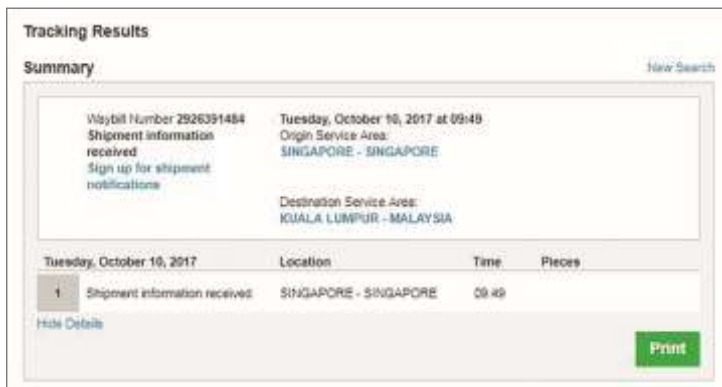 Tracking Results
Summary
New Search
Waybill Number 2926391484
Shipment information
received
Sign up for shipment
notifications
Tuesday, October 10, 2017 at 09:49
Origin Service Area:
SINGAPORE - SINGAPORE
Destination Service Area:
KUALA LUMPUR - MALAYSIA
Tuesday, October 10, 2017 Location Time Pieces
1 Shipment information received SINGAPORE - SINGAPORE 09:49
Hide Details
Print